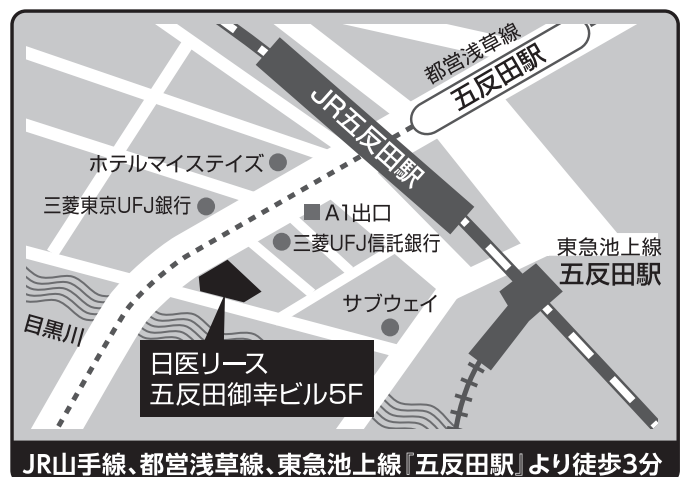 都営浅草線
五反田駅
JR五反田駅
ホテルマイステイズ
三菱東京UFJ銀行
A1出口
三菱UFJ信託銀行
東急池上線
五反田駅
サブウェイ
目黒川
日医リース
五反田御幸ビル5F
JR山手線、都営浅草線、東急池上線『五反田駅』より徒歩3分